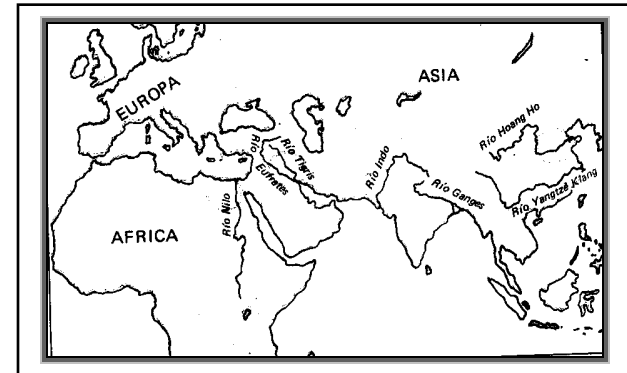 EUROPA
ASIA
AFRICA
Río Nilo
Río Eufrates
Río Tigris
Río Indo
Río Ganges
Río Hoang Ho
Río Yangtzé Kiang